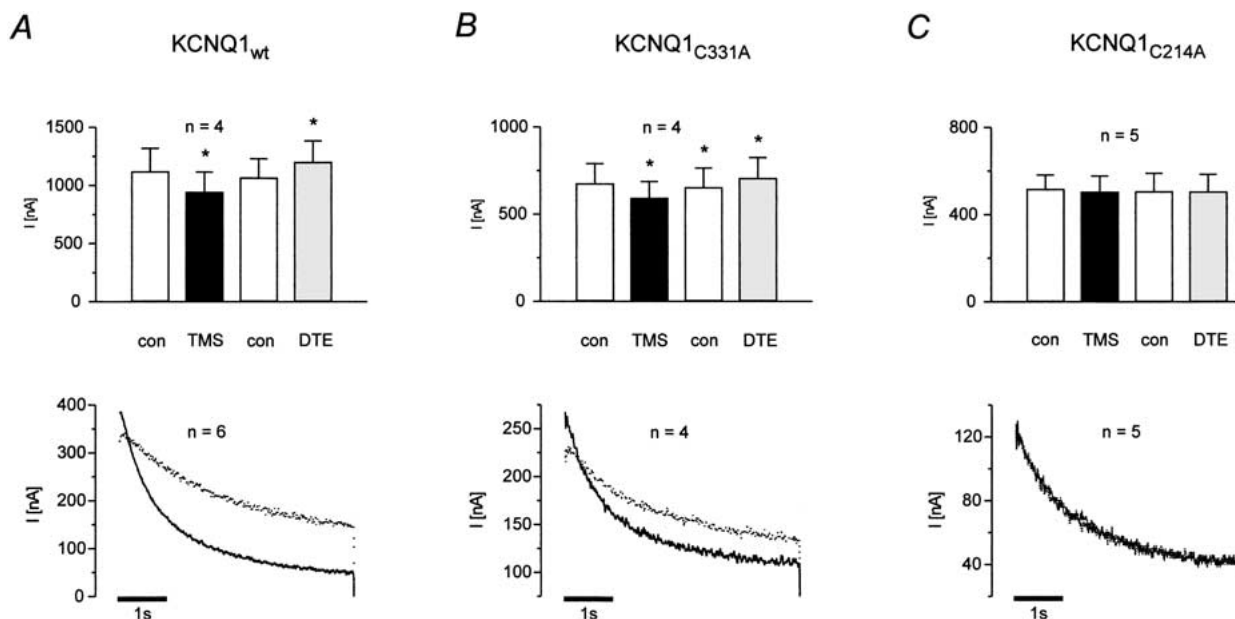 A
KCNQ1wt
1500
1000
500
0
I [nA]
n = 4
*
*
con TMS con DTE
400
300
200
100
0
I [nA]
n = 6
1s
B
KCNQ1C331A
1000
500
0
I [nA]
n = 4
*
*
*
con TMS con DTE
250
200
150
100
I [nA]
n = 4
1s
C
KCNQ1C214A
800
400
0
I [nA]
n = 5
con TMS con DTE
120
80
40
I [nA]
n = 5
1s